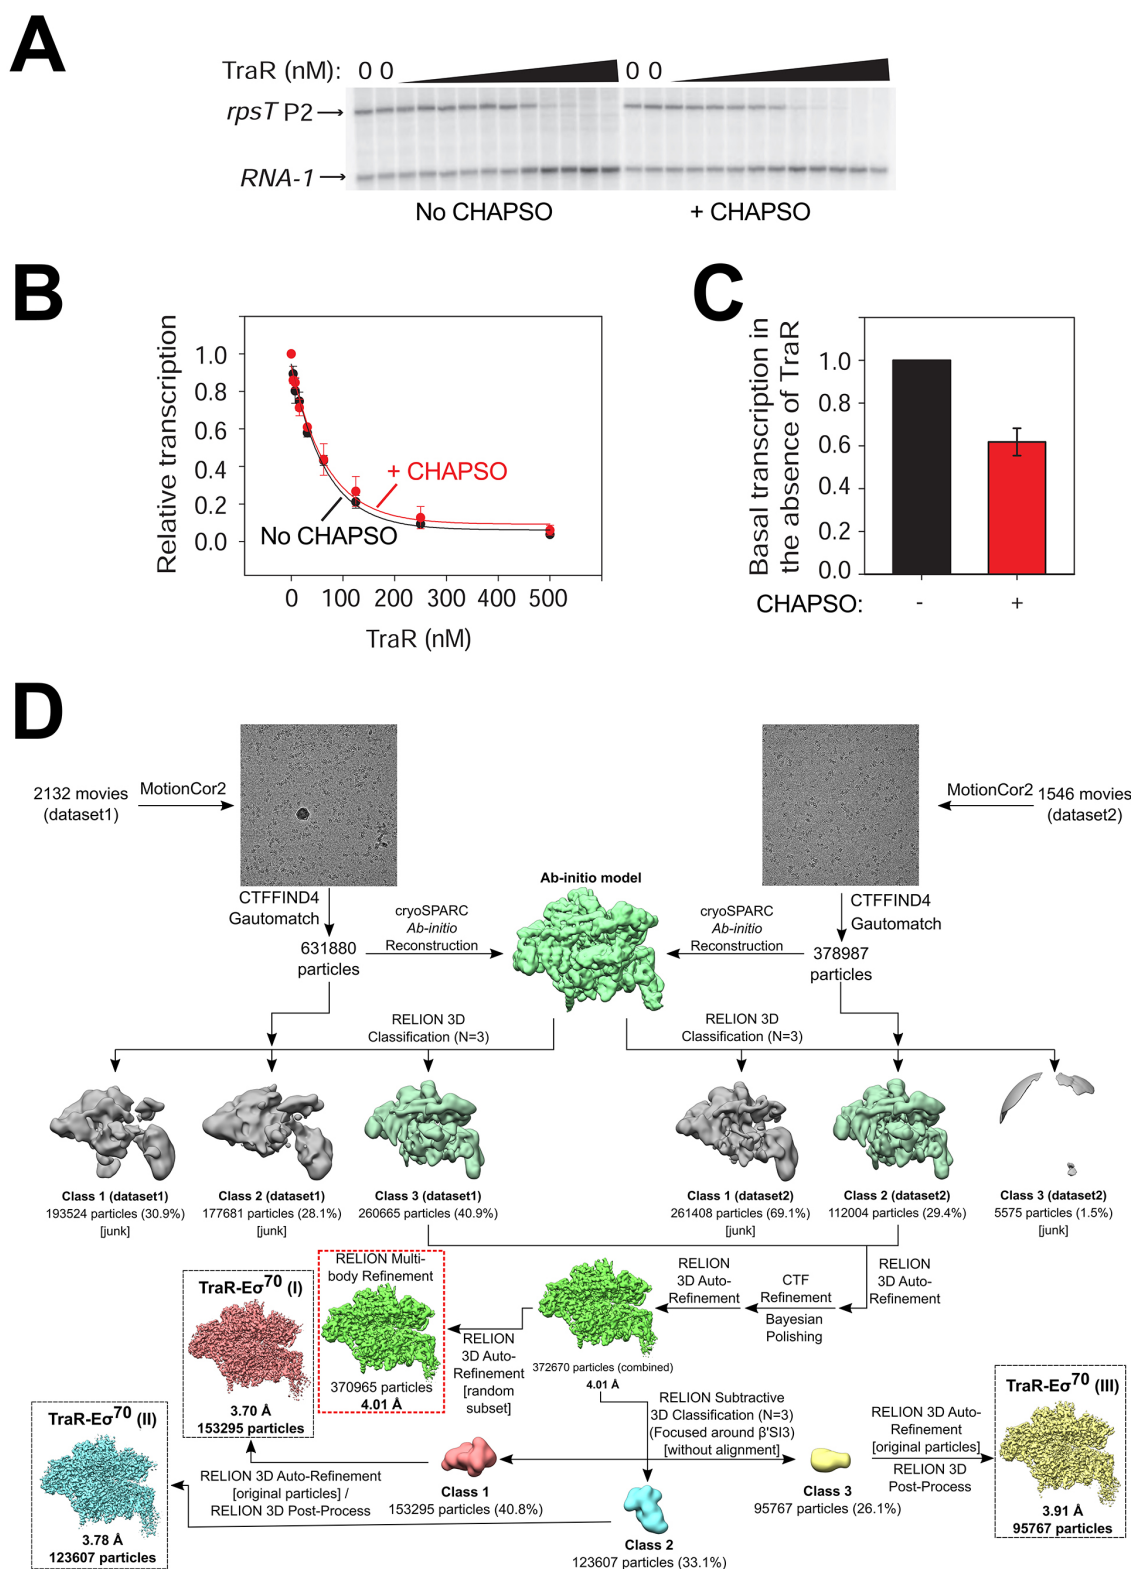 A
TraR (nM): 0 0 0 0
rpsT P2
RNA-1
No CHAPSO + CHAPSO
B
Relative transcription
1.0
0.8
0.6
0.4
0.2
0.0
+ CHAPSO
No CHAPSO
0 100 200 300 400 500
TraR (nM)
C
Basal transcription in
the absence of TraR
1.0
0.8
0.6
0.4
0.2
0.0
CHAPSO: - +
D
2132 movies
(dataset1)
MotionCor2
MotionCor2
1546 movies
(dataset2)
CTFFIND4
Gautomatch
631880
particles
cryoSPARC
Ab-initio
Reconstruction
Ab-initio model
cryoSPARC
Ab-initio
Reconstruction
CTFFIND4
Gautomatch
378987
particles
RELION 3D
Classification (N=3)
RELION 3D
Classification (N=3)
Class 1 (dataset1)
193524 particles (30.9%)
[junk]
Class 2 (dataset1)
177681 particles (28.1%)
[junk]
Class 3 (dataset1)
260665 particles (40.9%)
Class 1 (dataset2)
261408 particles (69.1%)
[junk]
Class 2 (dataset2)
112004 particles (29.4%)
Class 3 (dataset2)
5575 particles (1.5%)
[junk]
RELION Multi-
body Refinement
370965 particles
4.01 Å
RELION
3D Auto-
Refinement
[random
subset]
372670 particles (combined)
4.01 Å
RELION
3D Auto-
Refinement
CTF
Refinement
Bayesian
Polishing
RELION
3D Auto-
Refinement
TraR-Eσ70 (I)
3.70 Å
153295 particles
TraR-Eσ70 (II)
3.78 Å
123607 particles
RELION 3D Auto-Refinement
[original particles] /
RELION 3D Post-Process
Class 1
153295 particles (40.8%)
RELION Subtractive
3D Classification (N=3)
(Focused around β'SI3)
[without alignment]
Class 2
123607 particles (33.1%)
Class 3
95767 particles (26.1%)
RELION 3D Auto-
Refinement
[original particles]
RELION 3D
Post-Process
TraR-Eσ70 (III)
3.91 Å
95767 particles